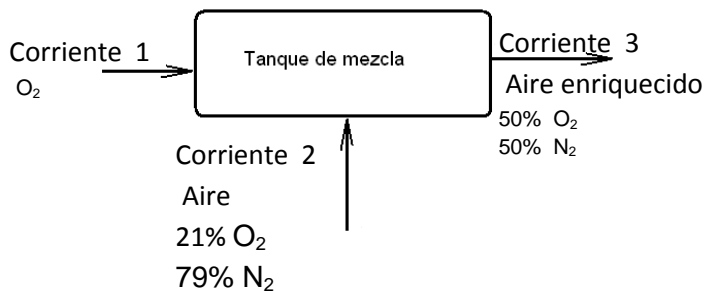 Corriente 1
O₂
Tanque de mezcla
Corriente 3
Aire enriquecido
50% O₂
50% N₂
Corriente 2
Aire
21% O₂
79% N₂